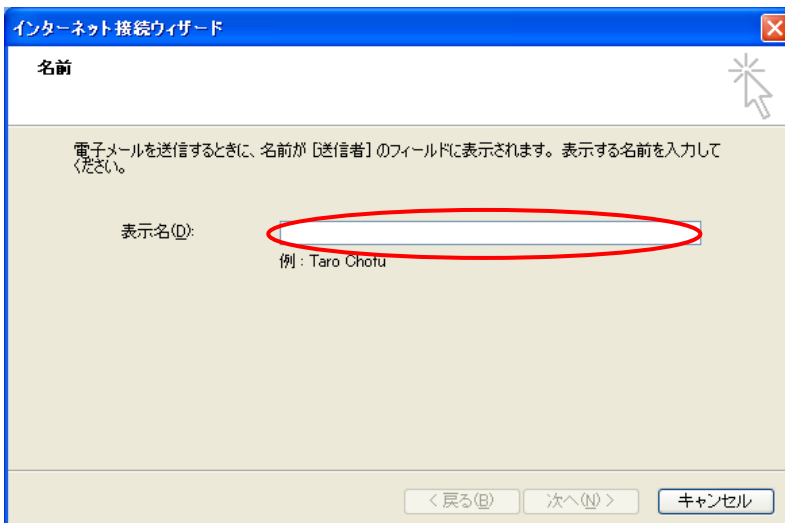 インターネット接続ウィザード
名前
電子メールを送信するときに、名前が [送信者] のフィールドに表示されます。表示する名前を入力して
ください。
表示名(D):
例 : Taro Chofu
< 戻る(B)
次へ(N) >
キャンセル